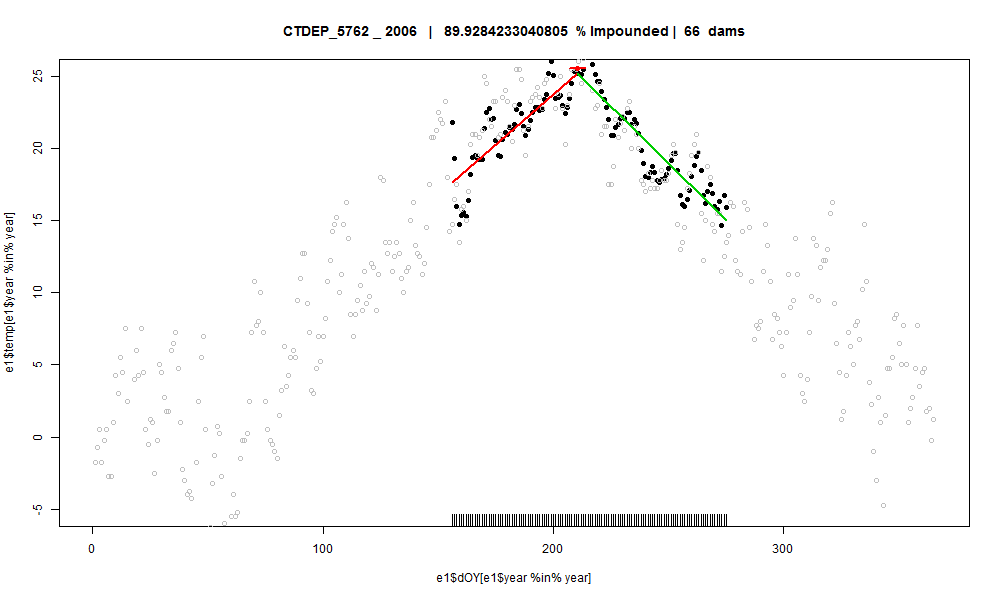 CTDEP_5762 _ 2006 | 89.9284233040805 % Impounded | 66 dams
e1$temp[e1$year %in% year]
25
20
15
10
5
0
-5
0 100 200 300
e1$dOY[e1$year %in% year]